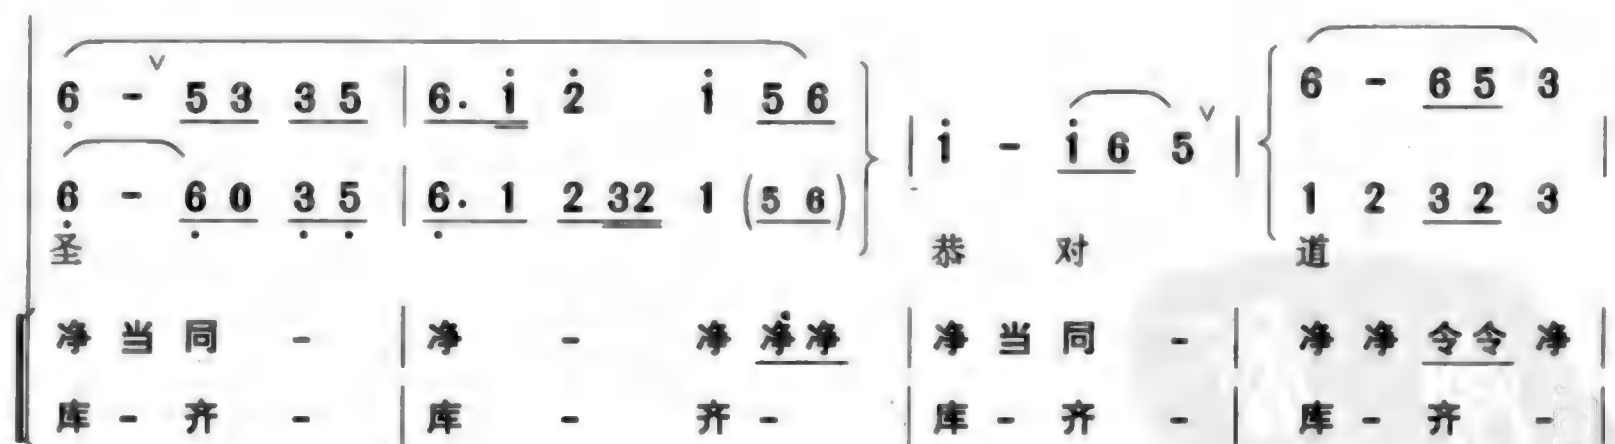 6̣ - ∨ 5 3 3 5 | 6. i̇ 2̇ i̇ 5 6
6 - 6 5 3
| i̇ - i̇ 6 5 ∨ |
6̣ - 6̣ 0 3̣ 5̣ | 6̣. 1 2 32 1 (5 6)
1 2 3 2 3
圣 恭 对 道
净 当 同 - | 净 - 净 净净 | 净 当 同 - | 净 净 令令 净 |
库 - 齐 - | 库 - 齐 - | 库 - 齐 - | 库 - 齐 - |